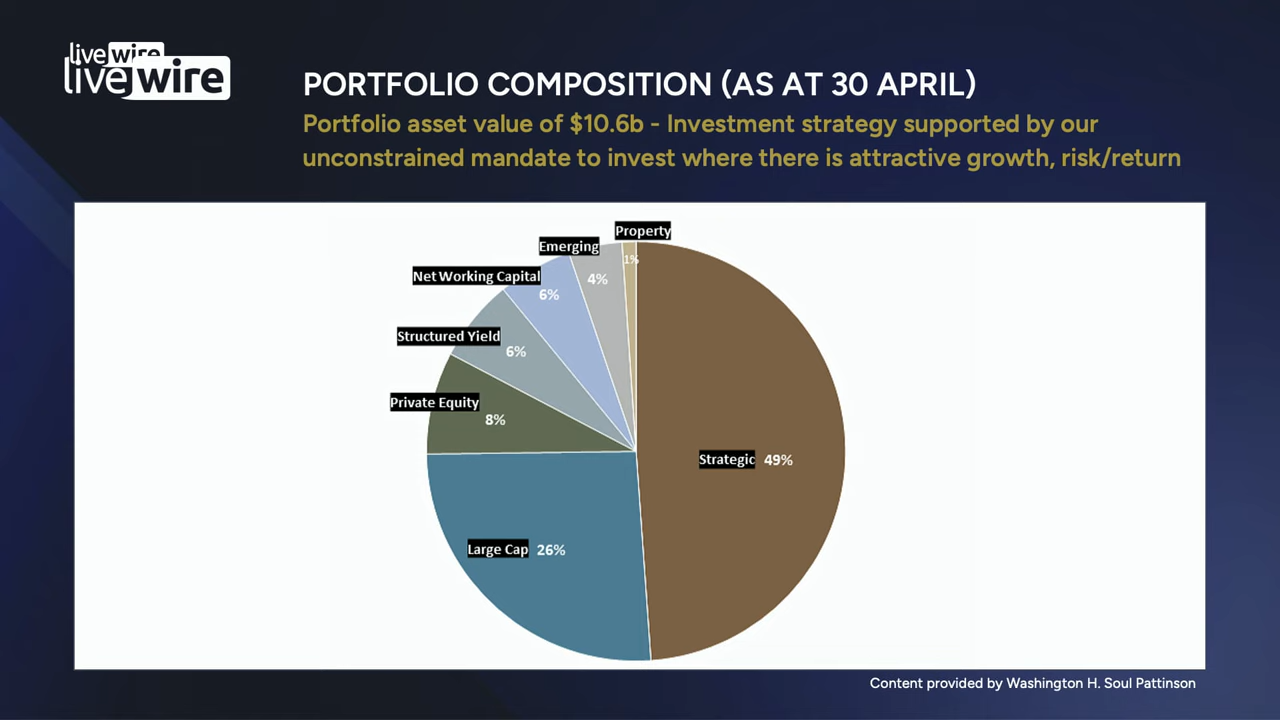 live wire
live wire
PORTFOLIO COMPOSITION (AS AT 30 APRIL)
Portfolio asset value of $10.6b - Investment strategy supported by our
unconstrained mandate to invest where there is attractive growth, risk/return
Property
1%
Emerging
4%
Net Working Capital
6%
Structured Yield
6%
Private Equity
8%
Strategic 49%
Large Cap 26%
Content provided by Washington H. Soul Pattinson